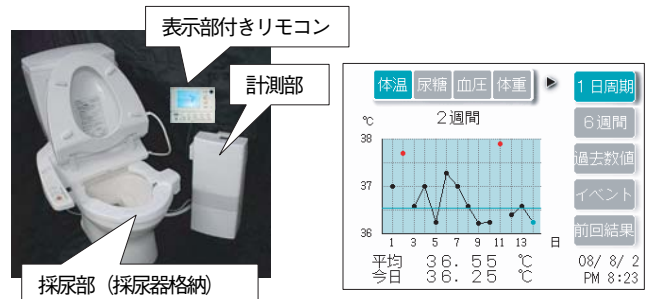 表示部付きリモコン
計測部
採尿部（採尿器格納）
体温 尿糖 血圧 体重 ▶
1日周期
6週間
過去数値
イベント
前回結果
℃ 2週間
38
37
36
1 3 5 7 9 11 13 日
平均 36.55 ℃
今日 36.25 ℃
08/ 8/ 2
PM 8:23